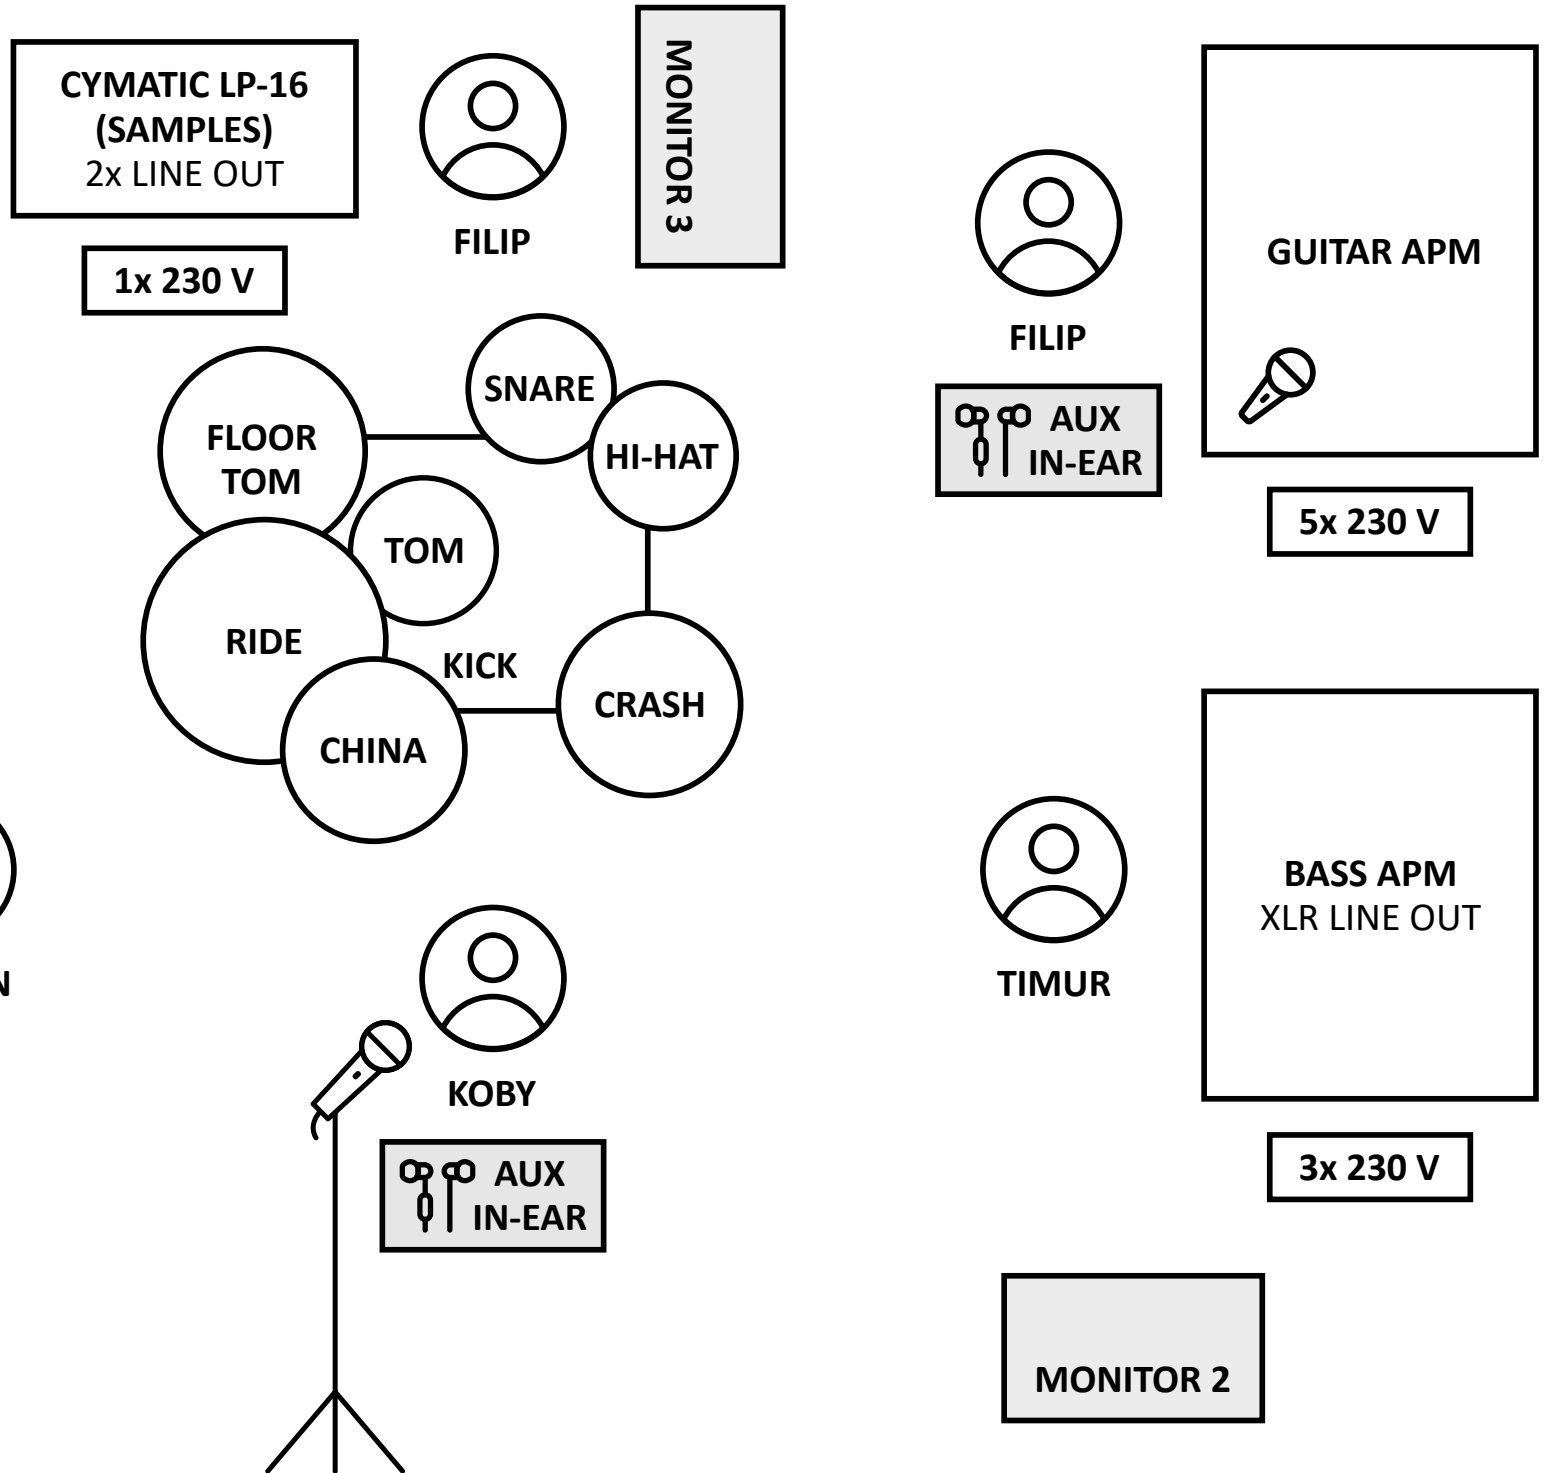 CYMATIC LP-16
(SAMPLES)
2x LINE OUT
1x 230 V
FILIP
MONITOR 3
FILIP
AUX
IN-EAR
GUITAR APM
5x 230 V
SNARE
HI-HAT
FLOOR
TOM
TOM
RIDE
KICK
CRASH
CHINA
TIMUR
BASS APM
XLR LINE OUT
3x 230 V
KOBY
AUX
IN-EAR
MONITOR 2